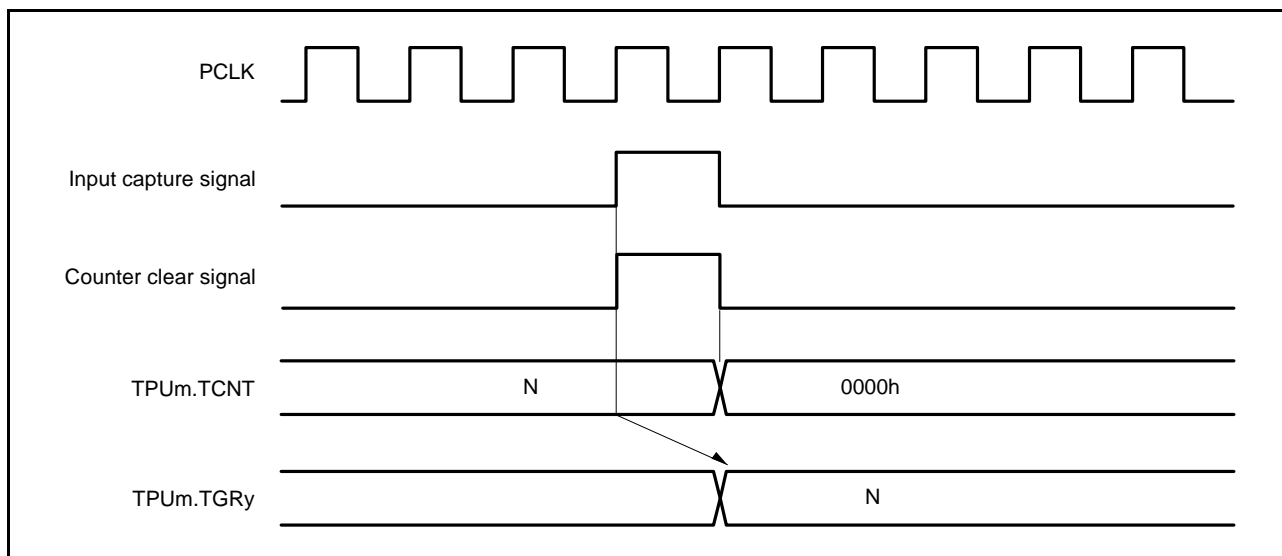 PCLK
Input capture signal
Counter clear signal
TPUm.TCNT
N
0000h
TPUm.TGRy
N